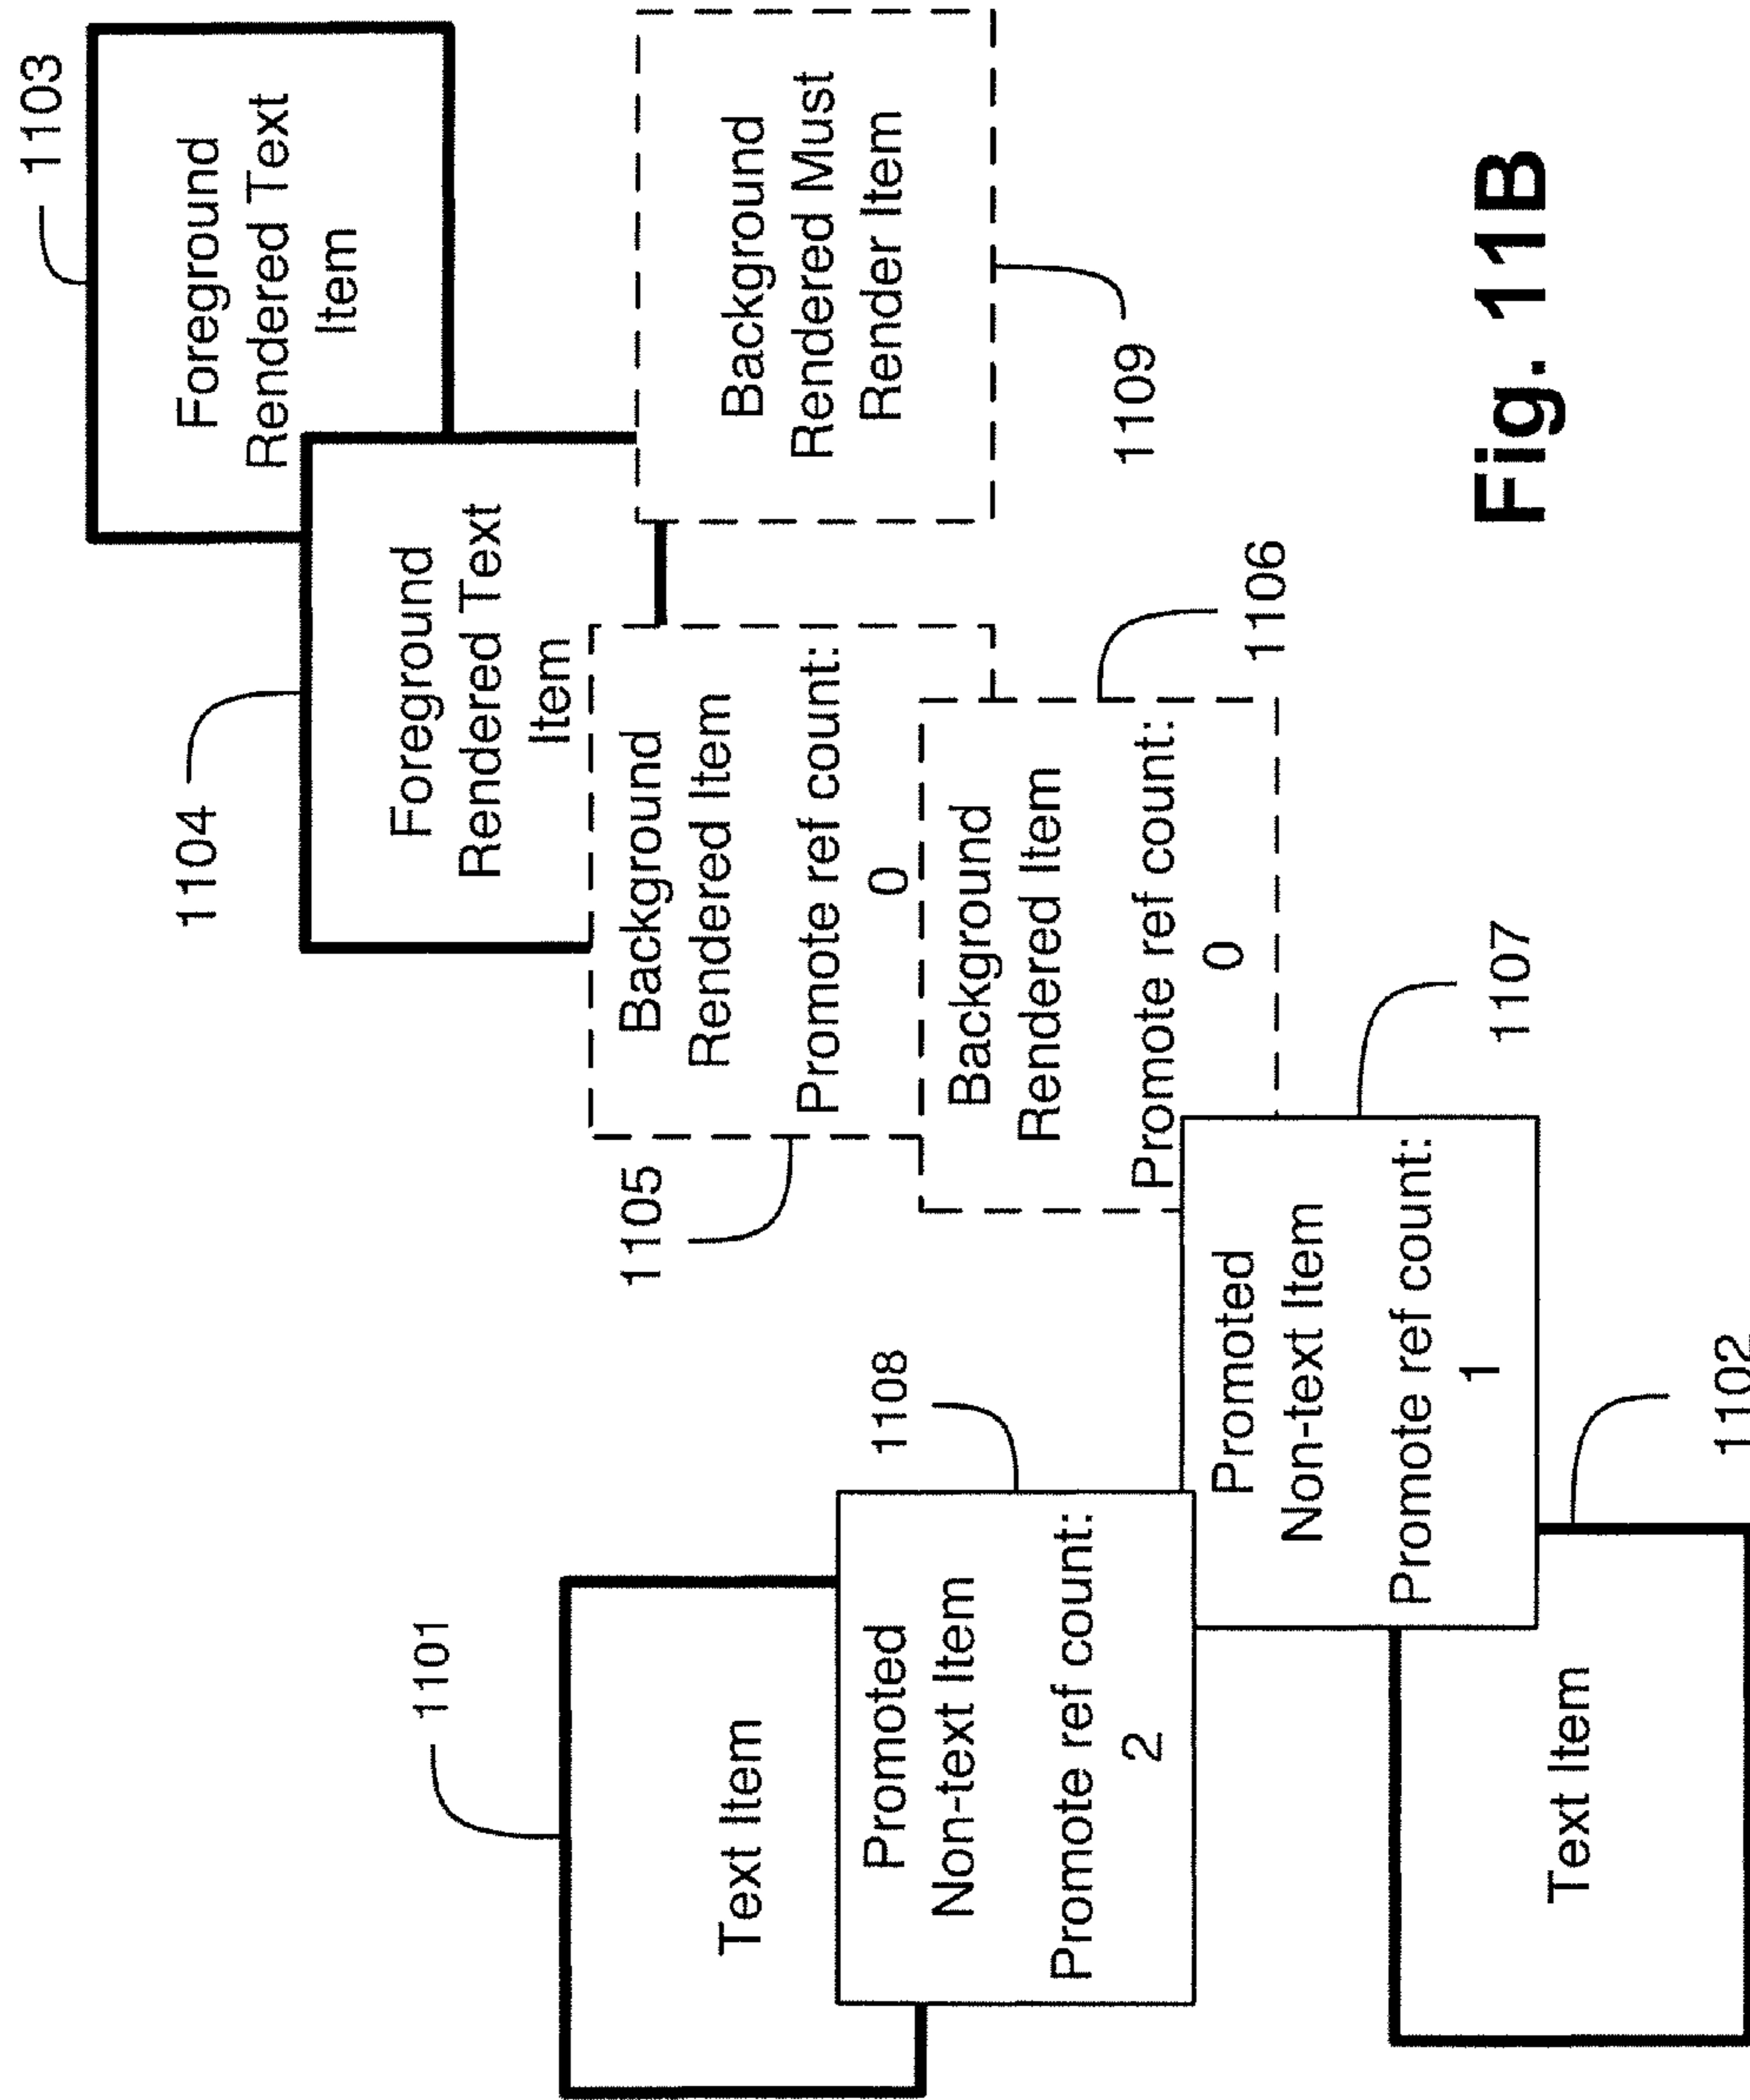 1101
Text Item
1108
Promoted
Non-text Item
Promote ref count:
2
Text Item
1102
Promoted
Non-text Item
Promote ref count:
1
1107
1105
Background
Rendered Item
Promote ref count:
0
Background
Rendered Item
Promote ref count:
0
1106
1104
Foreground
Rendered Text
Item
1103
Foreground
Rendered Text
Item
Background
Rendered Must
Render Item
1109
Fig. 11B